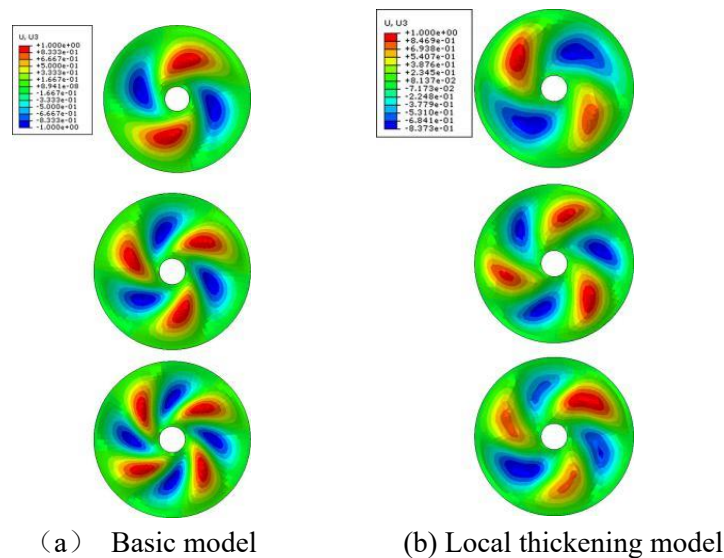 U, U3
+1.000e+00
+8.333e-01
+6.667e-01
+5.000e-01
+3.333e-01
+1.667e-01
+8.941e-08
-1.667e-01
-3.333e-01
-5.000e-01
-6.667e-01
-8.333e-01
-1.000e+00
U, U3
+1.000e+00
+8.469e-01
+6.938e-01
+5.407e-01
+3.876e-01
+2.345e-01
+8.137e-02
-7.173e-02
-2.248e-01
-3.779e-01
-5.310e-01
-6.841e-01
-8.373e-01
（a） Basic model
(b) Local thickening model